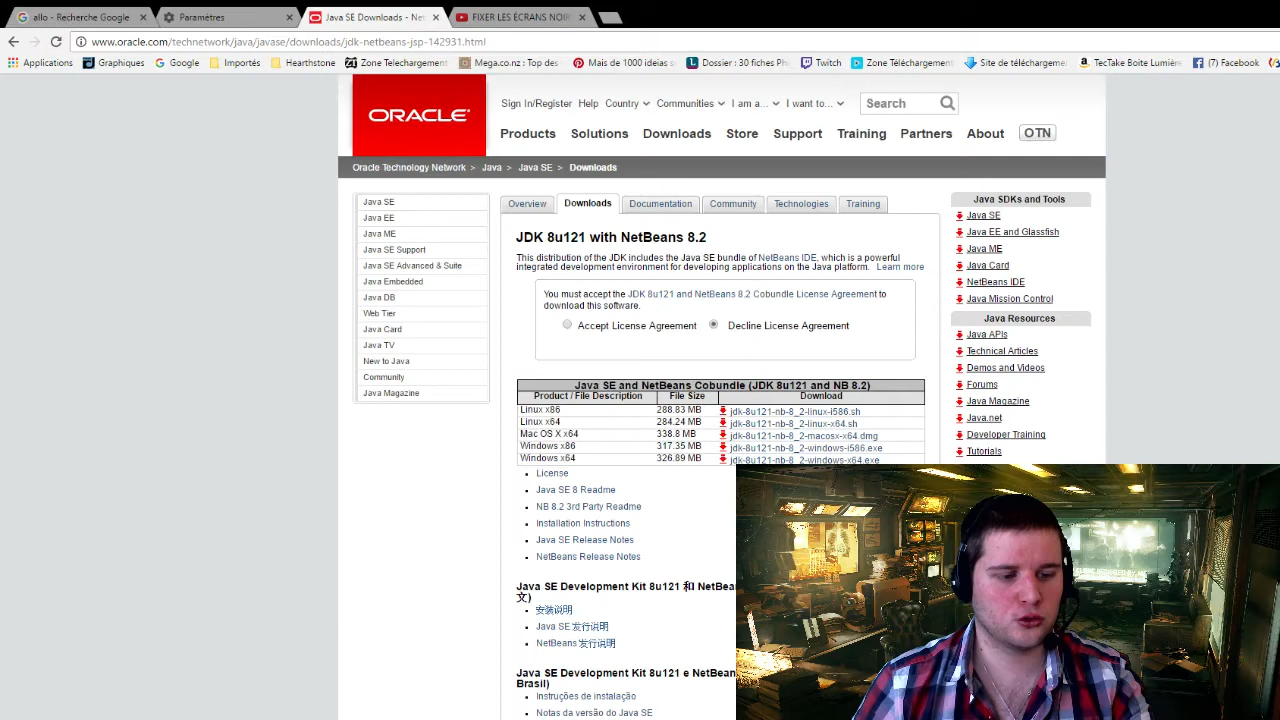 allo - Recherche Google
Paramètres
Java SE Downloads - Net
FIXER LES ÉCRANS NOIR
www.oracle.com/technetwork/java/javase/downloads/jdk-netbeans-jsp-142931.html
Applications
Graphiques
Google
Importés
Hearthstone
Zone Telechargement
Mega.co.nz : Top des
Mais de 1000 ideias s
Dossier : 30 fiches Ph
Twitch
Zone Téléchargement
Site de téléchargeme
TecTake Boite Lumière
(7) Facebook
ORACLE
Sign In/Register Help Country Communities I am a... I want to... Search
Products Solutions Downloads Store Support Training Partners About OTN
Oracle Technology Network > Java > Java SE > Downloads
Java SE
Java EE
Java ME
Java SE Support
Java SE Advanced & Suite
Java Embedded
Java DB
Web Tier
Java Card
Java TV
New to Java
Community
Java Magazine
Overview Downloads Documentation Community Technologies Training
JDK 8u121 with NetBeans 8.2
This distribution of the JDK includes the Java SE bundle of NetBeans IDE, which is a powerful
integrated development environment for developing applications on the Java platform. Learn more
You must accept the JDK 8u121 and NetBeans 8.2 Cobundle License Agreement to
download this software.
Accept License Agreement Decline License Agreement
Java SE and NetBeans Cobundle (JDK 8u121 and NB 8.2)
Product / File Description File Size Download
Linux x86 288.83 MB jdk-8u121-nb-8_2-linux-i586.sh
Linux x64 284.24 MB jdk-8u121-nb-8_2-linux-x64.sh
Mac OS X x64 338.8 MB jdk-8u121-nb-8_2-macosx-x64.dmg
Windows x86 317.35 MB jdk-8u121-nb-8_2-windows-i586.exe
Windows x64 326.89 MB jdk-8u121-nb-8_2-windows-x64.exe
License
Java SE 8 Readme
NB 8.2 3rd Party Readme
Installation Instructions
Java SE Release Notes
NetBeans Release Notes
Java SE Development Kit 8u121 和 NetBea
文)
安装说明
Java SE 发行说明
NetBeans 发行说明
Java SE Development Kit 8u121 e NetBea
Brasil)
Instruções de instalação
Notas da versão do Java SE
Java SDKs and Tools
Java SE
Java EE and Glassfish
Java ME
Java Card
NetBeans IDE
Java Mission Control
Java Resources
Java APIs
Technical Articles
Demos and Videos
Forums
Java Magazine
Java.net
Developer Training
Tutorials